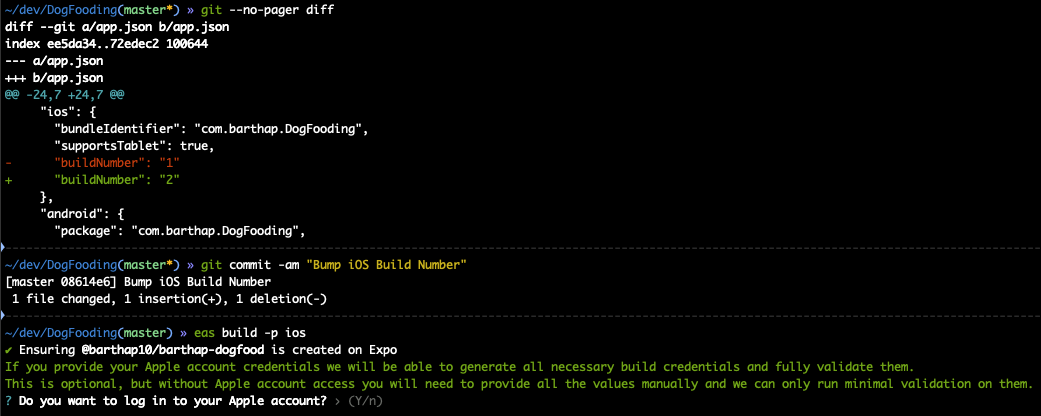 ~/dev/DogFooding(master*) » git --no-pager diff
diff --git a/app.json b/app.json
index ee5da34..72edec2 100644
--- a/app.json
+++ b/app.json
@@ -24,7 +24,7 @@
     "ios": {
       "bundleIdentifier": "com.barthap.DogFooding",
       "supportsTablet": true,
-      "buildNumber": "1"
+      "buildNumber": "2"
     },
     "android": {
       "package": "com.barthap.DogFooding",
~/dev/DogFooding(master*) » git commit -am "Bump iOS Build Number"
[master 08614e6] Bump iOS Build Number
 1 file changed, 1 insertion(+), 1 deletion(-)
~/dev/DogFooding(master) » eas build -p ios
✔ Ensuring @barthap10/barthap-dogfood is created on Expo
If you provide your Apple account credentials we will be able to generate all necessary build credentials and fully validate them.
This is optional, but without Apple account access you will need to provide all the values manually and we can only run minimal validation on them.
? Do you want to log in to your Apple account? › (Y/n)